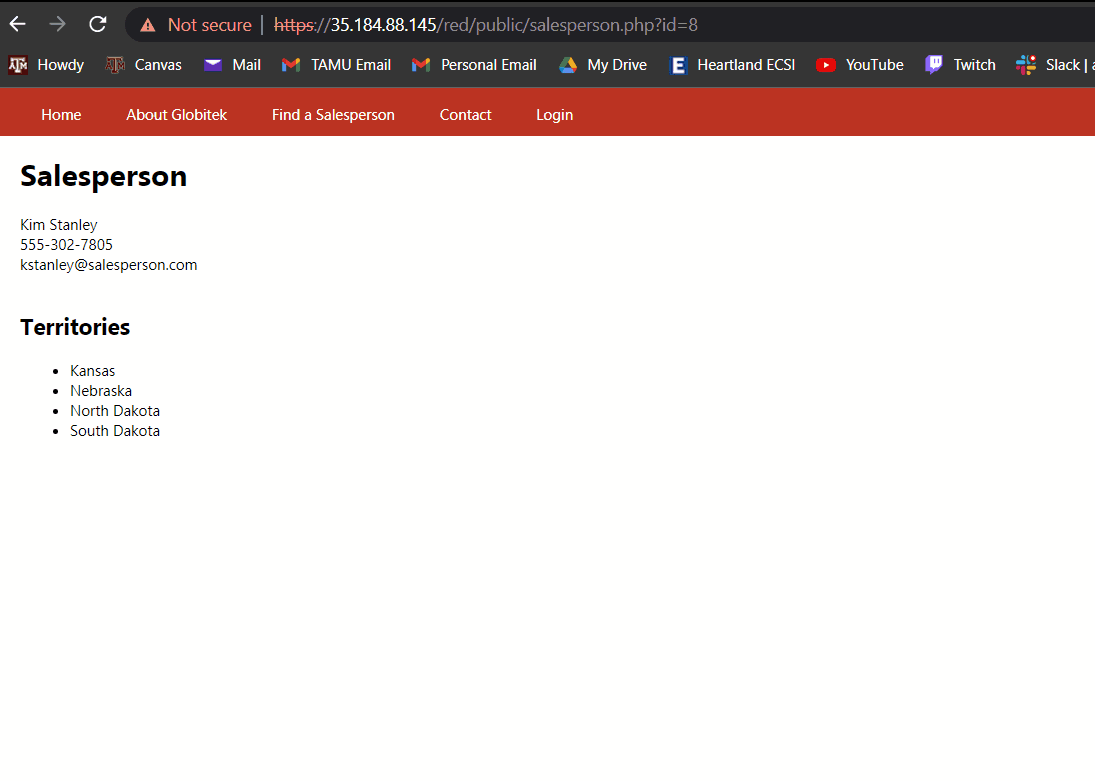 Not secure | https://35.184.88.145/red/public/salesperson.php?id=8
Howdy Canvas Mail TAMU Email Personal Email My Drive E Heartland ECSI YouTube Twitch Slack |
Home About Globitek Find a Salesperson Contact Login
Salesperson
Kim Stanley
555-302-7805
kstanley@salesperson.com
Territories
Kansas
Nebraska
North Dakota
South Dakota